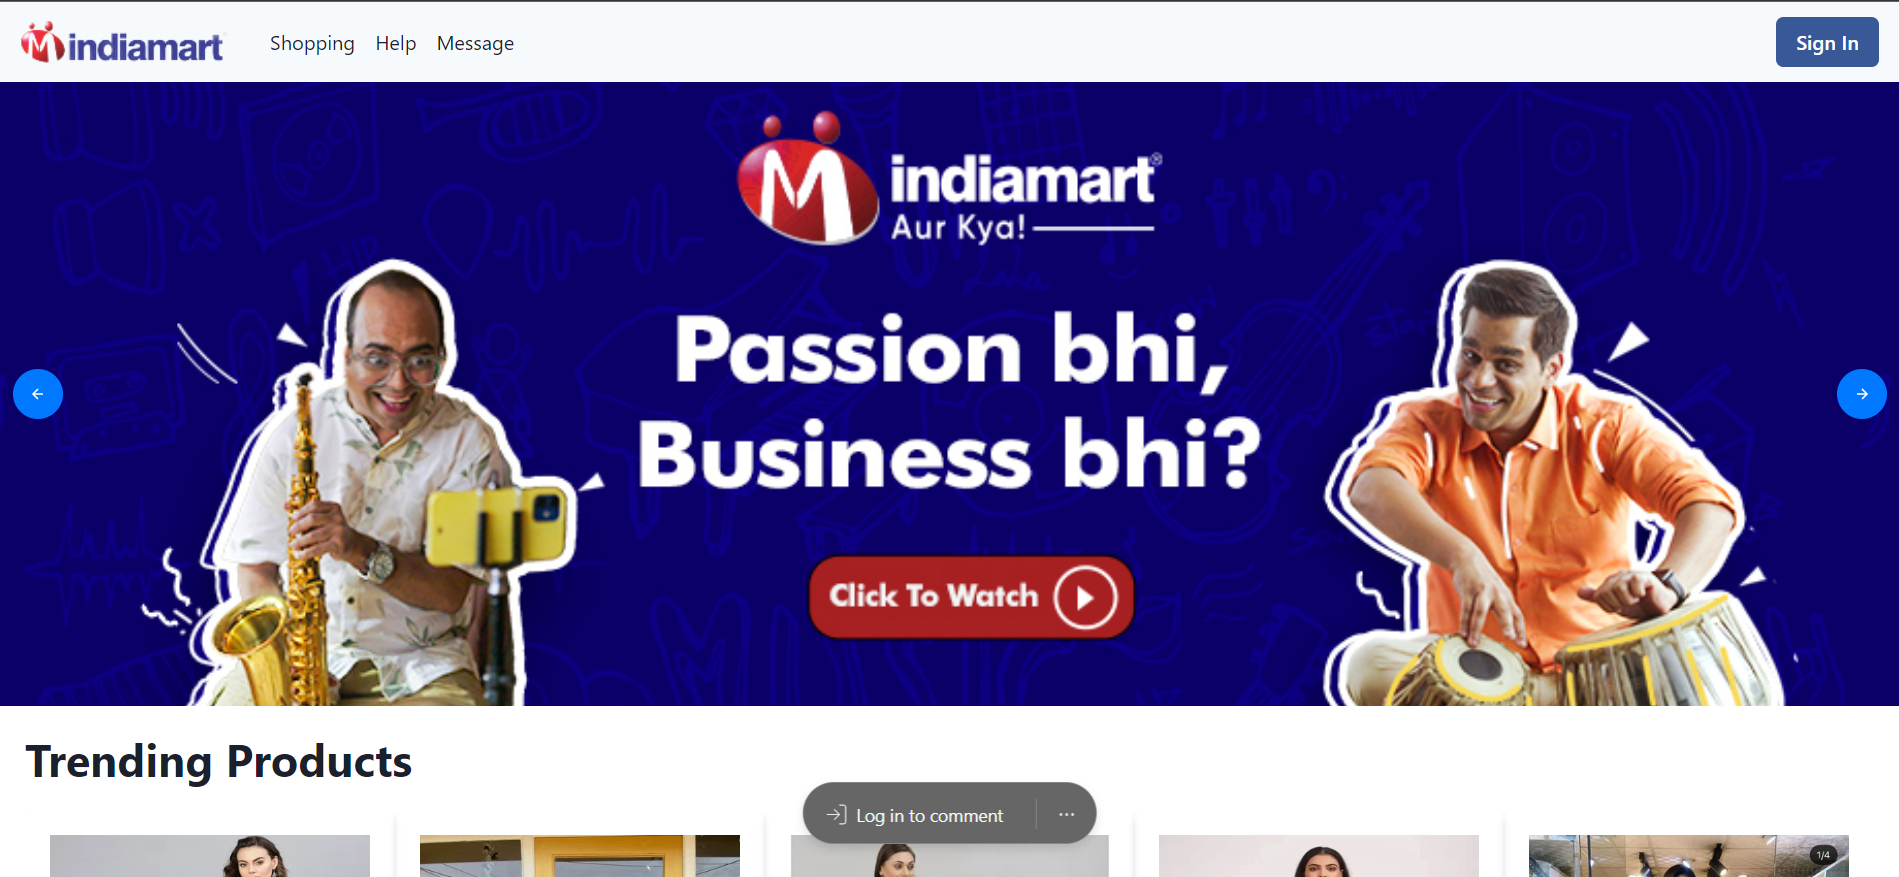 indiamart
Shopping Help Message
Sign In
M indiamart®
Aur Kya!
Passion bhi,
Business bhi?
Click To Watch
Trending Products
Log in to comment
1/4